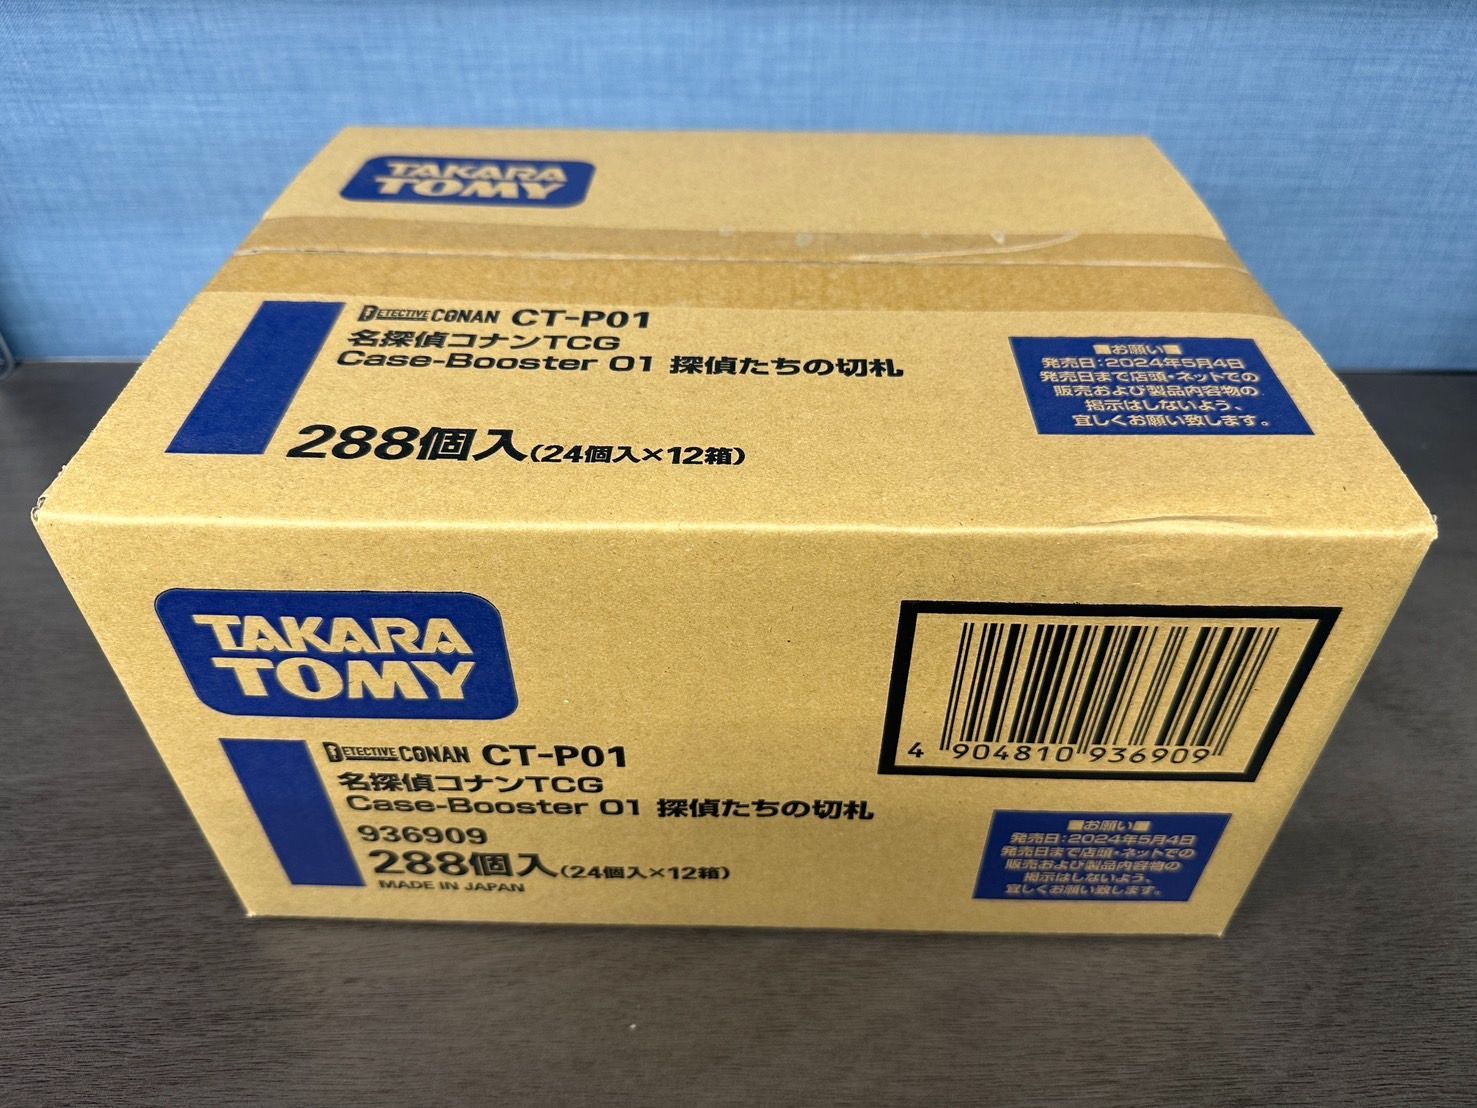 TAKARA
TOMY
DETECTIVE CONAN CT-P01
名探偵コナンTCG
Case-Booster 01 探偵たちの切札
288個入(24個入×12箱)
■お願い■
発売日:2024年5月4日
発売日まで店頭・ネットでの
販売および製品内容物の
掲示はしないよう、
宜しくお願い致します。
TAKARA
TOMY
DETECTIVE CONAN CT-P01
名探偵コナンTCG
Case-Booster 01 探偵たちの切札
936909
288個入(24個入×12箱)
MADE IN JAPAN
4 904810 936909
■お願い■
発売日:2024年5月4日
発売日まで店頭・ネットでの
販売および製品内容物の
掲示はしないよう、
宜しくお願い致します。